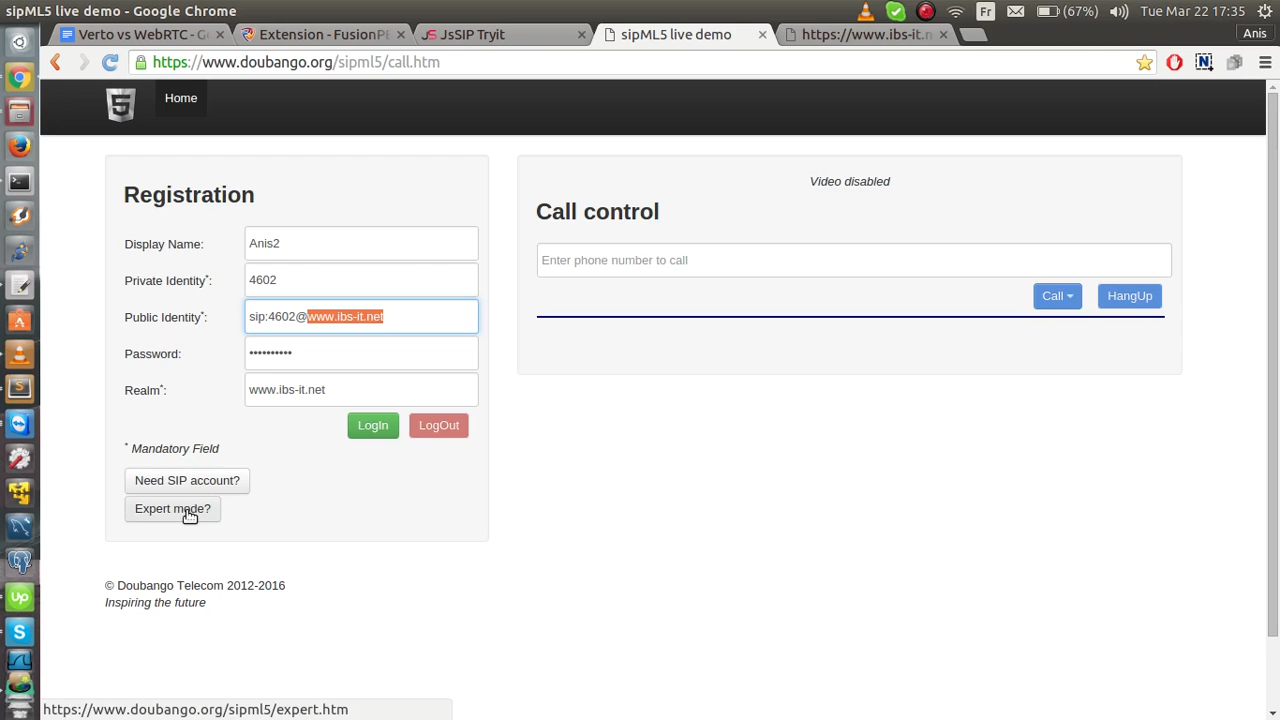 sipML5 live demo - Google Chrome
Fr
(67%)
Tue Mar 22 17:35
Verto vs WebRTC - G
Extension - FusionPB
JsSIP Tryit
sipML5 live demo
https://www.ibs-it.n
Anis
https://www.doubango.org/sipml5/call.htm
Home
Registration
Display Name: Anis2
Private Identity*: 4602
Public Identity*: sip:4602@www.ibs-it.net
Password: ••••••••••
Realm*: www.ibs-it.net
LogIn LogOut
* Mandatory Field
Need SIP account?
Expert mode?
Video disabled
Call control
Enter phone number to call
Call HangUp
© Doubango Telecom 2012-2016
Inspiring the future
https://www.doubango.org/sipml5/expert.htm